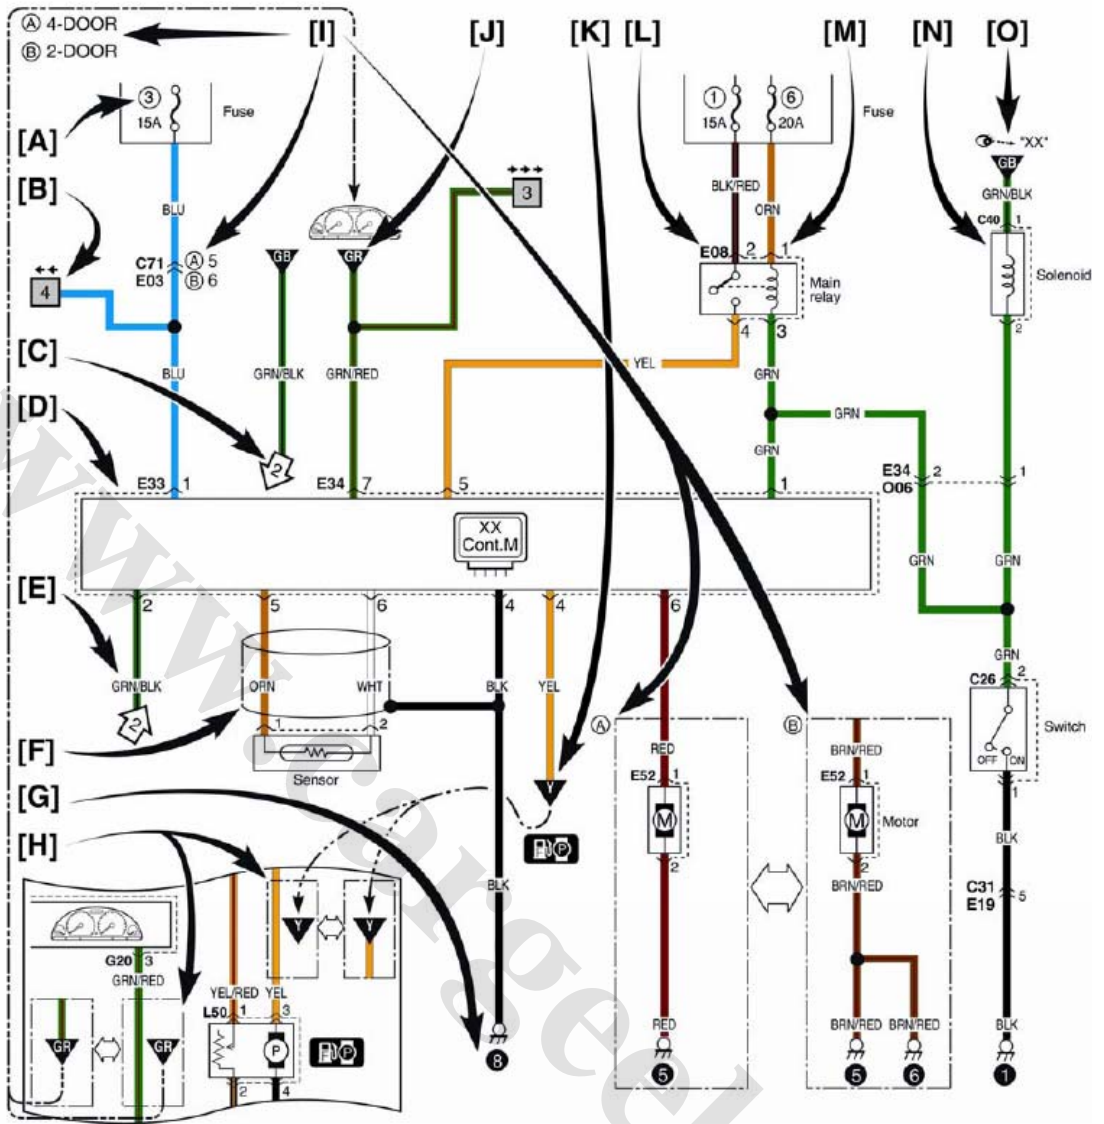 Ⓐ 4-DOOR
Ⓑ 2-DOOR
[I] [J] [K] [L] [M] [N] [O]
[A]
③
15A
Fuse
①
15A
⑥
20A
Fuse
"XX"
GB
GRN/BLK
C40 1
[B]
BLU
3
BLK/RED
ORN
C71 Ⓐ 5
E03 Ⓑ 6
GB
GR
E08 2 1
4
Main
relay
Solenoid
4 3
2
[C]
BLU
GRN/BLK
GRN/RED
YEL
GRN
[D]
GRN
GRN
2
E34 2 1
O06
E33 1
E34 7
5
1
XX
Cont.M
GRN
GRN
[E]
2
5
6
4
4
6
GRN
C26 2
GRN/BLK
ORN
WHT
BLK
YEL
2
1 2
Ⓐ
Ⓑ
RED
BRN/RED
OFF ON
Switch
[F]
Sensor
E52 1
E52 1
1
[G]
Y
M
M
Motor
[H]
P
2
2
BLK
BLK
BRN/RED
C31
E19 5
Y
Y
G20 3
GRN/RED
YEL/RED
YEL
L50 1 3
GR
GR
P
P
RED
BRN/RED
BRN/RED
BLK
8
5
5
6
1
2 4
www.cargeek